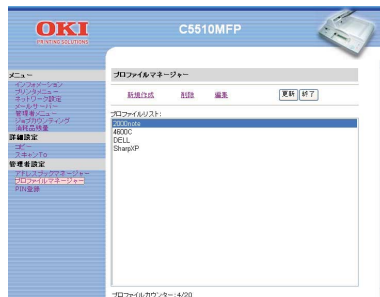 OKI
PRINTING SOLUTIONS
C5510MFP
メニュー
インフォメーション
プリンタメニュー
ネットワーク設定
メールサーバー
管理者メニュー
ジョブカウンティング
消耗品残量
詳細設定
コピー
スキャンTo
管理者設定
アドレスブックマネージャー
プロファイルマネージャー
PIN登録
プロファイルマネージャー
新規作成 削除 編集 更新 終了
プロファイルリスト:
2000note
4600C
DELL
SharpXP
プロファイルカウンター:4/20